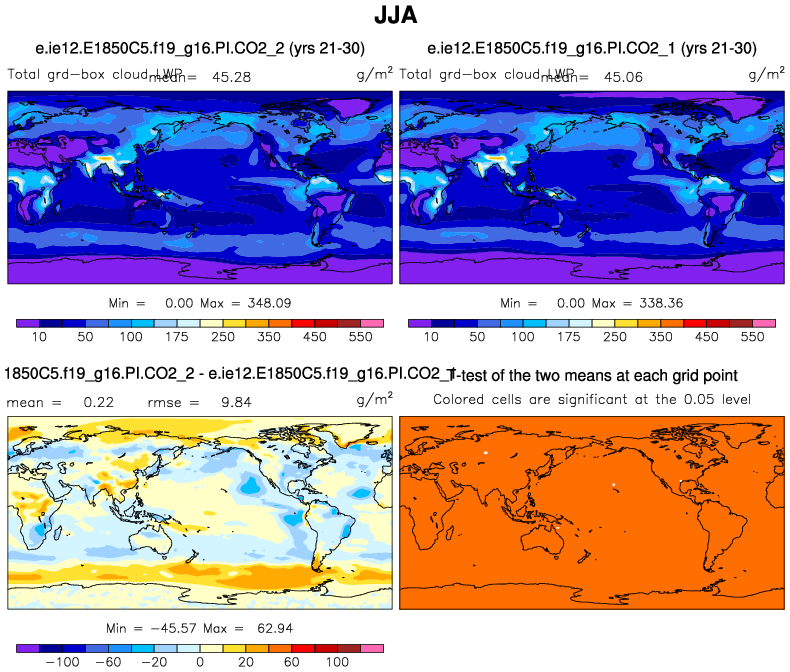 JJA
e.ie12.E1850C5.f19_g16.PI.CO2_2 (yrs 21-30)
Total grd-box cloud LWP mean= 45.28 g/m2
Min = 0.00 Max = 348.09
10 50 100 175 250 350 450 550
e.ie12.E1850C5.f19_g16.PI.CO2_1 (yrs 21-30)
Total grd-box cloud LWP mean= 45.06 g/m2
Min = 0.00 Max = 338.36
10 50 100 175 250 350 450 550
1850C5.f19_g16.PI.CO2_2 - e.ie12.E1850C5.f19_g16.PI.CO2_1
mean = 0.22 rmse = 9.84 g/m2
Min = -45.57 Max = 62.94
-100 -60 -20 0 20 60 100
T-test of the two means at each grid point
Colored cells are significant at the 0.05 level